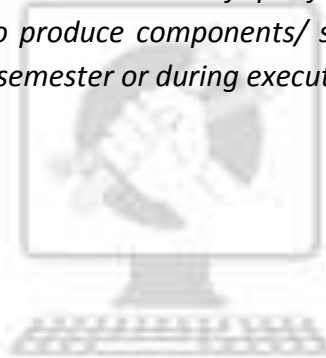 o produce components/ s
semester or during execut